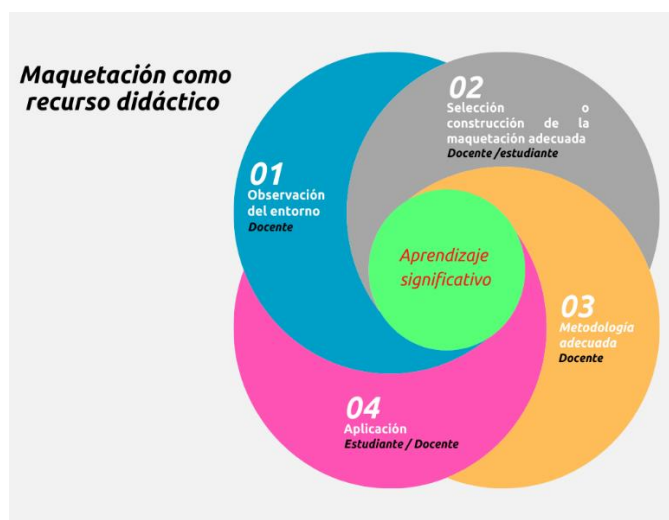 Maquetación como
recurso didáctico
01
Observación
del entorno
Docente
02
Selección o
construcción de la
maquetación adecuada
Docente /estudiante
Aprendizaje
significativo
03
Metodología
adecuada
Docente
04
Aplicación
Estudiante / Docente